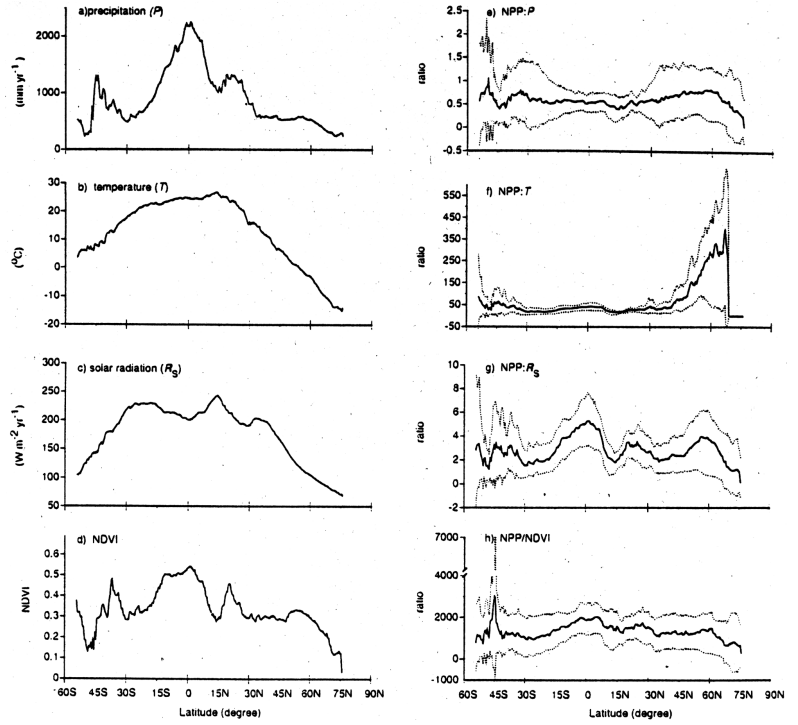 a)precipitation (P)
(mm yr⁻¹)
2000
1000
0
b) temperature (T)
(°C)
30
20
10
0
-10
-20
c) solar radiation (RS)
(W m⁻² yr⁻¹)
300
250
200
150
100
50
d) NDVI
NDVI
0.6
0.5
0.4
0.3
0.2
0.1
0
60S 45S 30S 15S 0 15N 30N 45N 60N 75N 90N
Latitude (degree)
e) NPP:P
ratio
2.5
2
1.5
1
0.5
0
-0.5
f) NPP:T
ratio
550
450
350
250
150
50
-50
g) NPP:RS
ratio
10
8
6
4
2
0
-2
h) NPP/NDVI
ratio
7000
4000
2000
0
-1000
60S 45S 30S 15S 0 15N 30N 45N 60N 75N 90N
Latitude (degree)